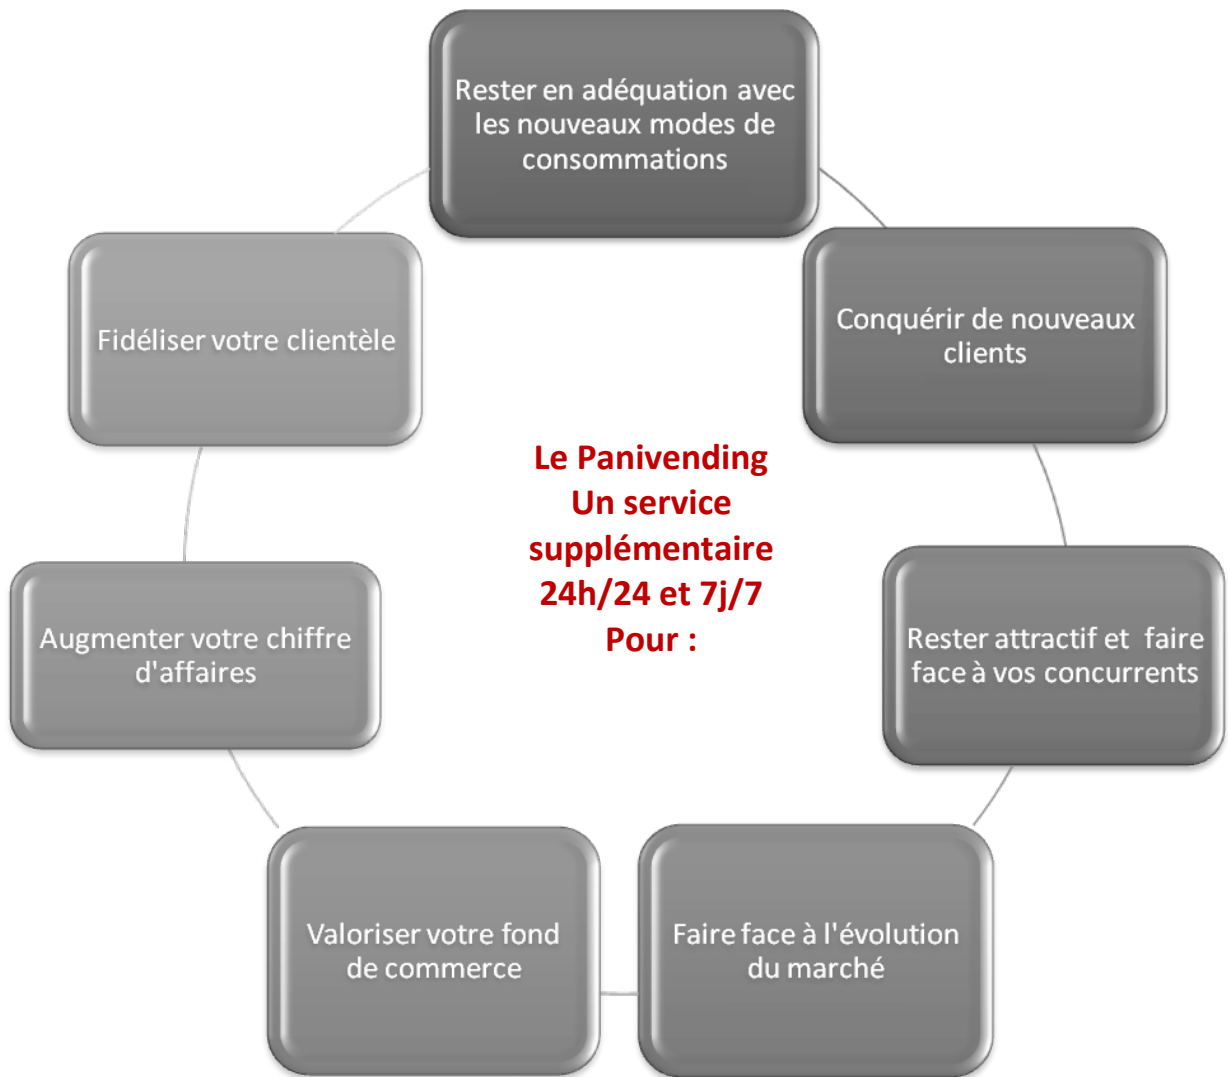 Rester en adéquation avec
les nouveaux modes de
consommations
Conquérir de nouveaux
clients
Rester attractif et faire
face à vos concurrents
Faire face à l'évolution
du marché
Valoriser votre fond
de commerce
Augmenter votre chiffre
d'affaires
Fidéliser votre clientèle
Le Panivending
Un service
supplémentaire
24h/24 et 7j/7
Pour :